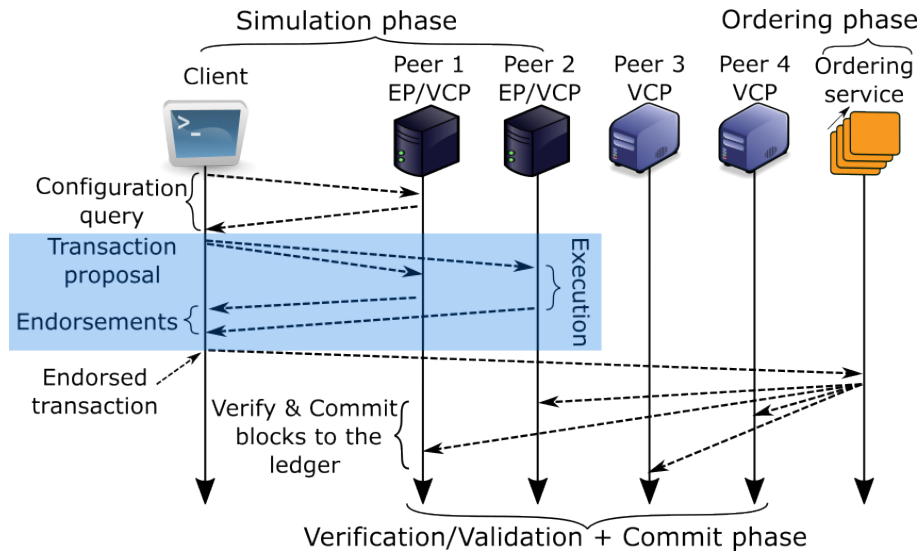 Simulation phase
Ordering phase
Client
Peer 1
EP/VCP
Peer 2
EP/VCP
Peer 3
VCP
Peer 4
VCP
Ordering
service
>_
Configuration
query
Transaction
proposal
Execution
Endorsements
Endorsed
transaction
Verify & Commit
blocks to the
ledger
Verification/Validation + Commit phase